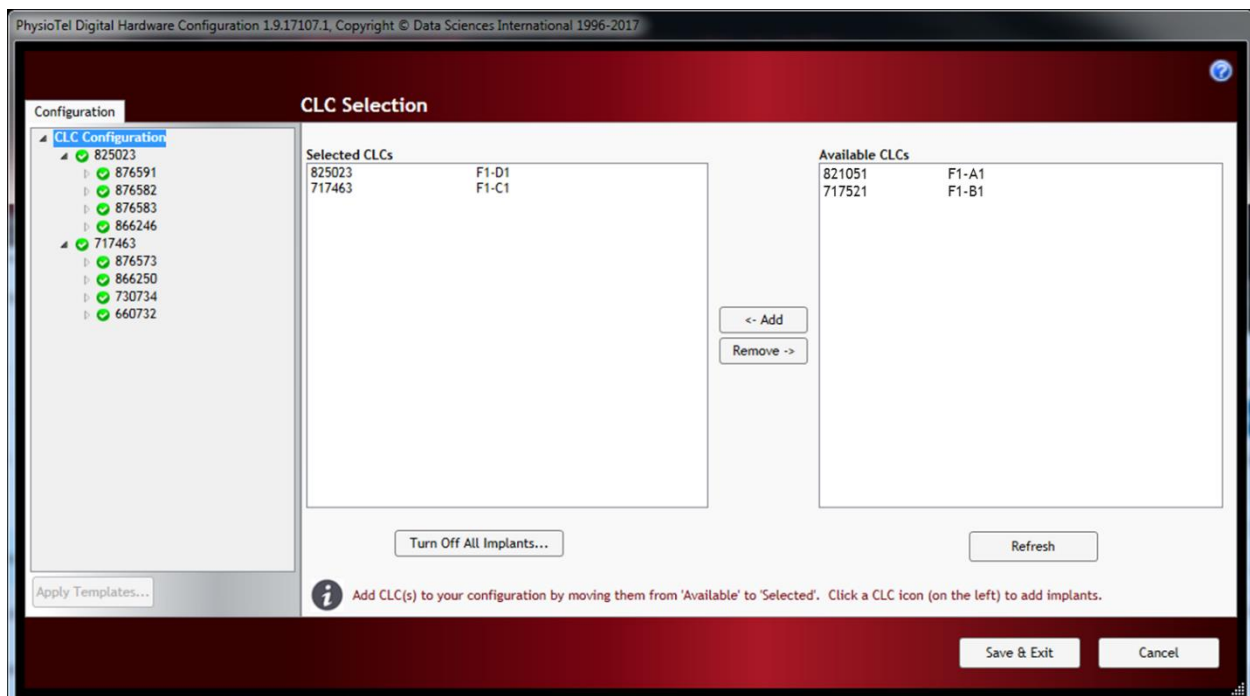 PhysioTel Digital Hardware Configuration 1.9.17107.1, Copyright © Data Sciences International 1996-2017
Configuration
CLC Selection
CLC Configuration
825023
876591
876582
876583
866246
717463
876573
866250
730734
660732
Selected CLCs
825023 F1-D1
717463 F1-C1
<- Add
Remove ->
Available CLCs
821051 F1-A1
717521 F1-B1
Turn Off All Implants...
Refresh
Apply Templates...
Add CLC(s) to your configuration by moving them from 'Available' to 'Selected'. Click a CLC icon (on the left) to add implants.
Save & Exit
Cancel